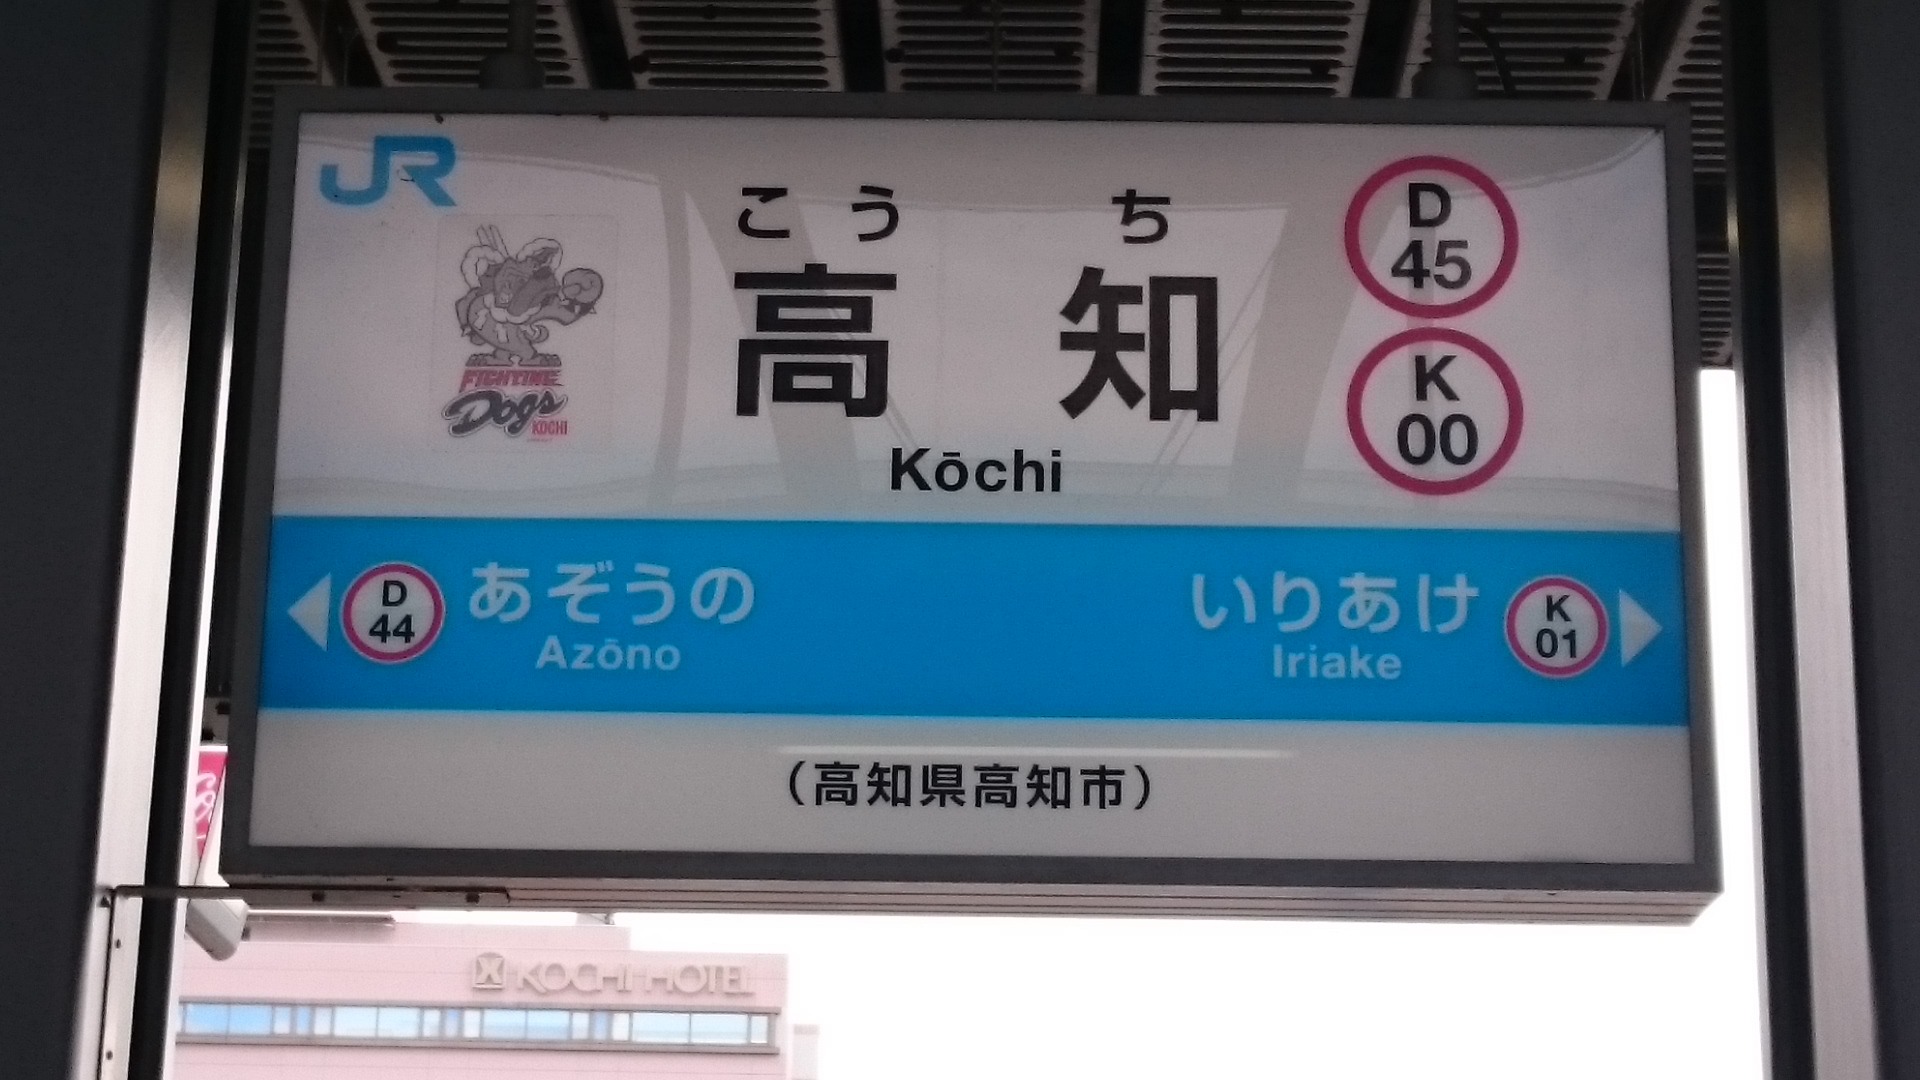 JR
こうち
高知
Kōchi
D
45
K
00
FIGHTING
Dogs
KOCHI
D
44
あぞうの
Azōno
いりあけ
Iriake
K
01
（高知県高知市）
KOCHI HOTEL